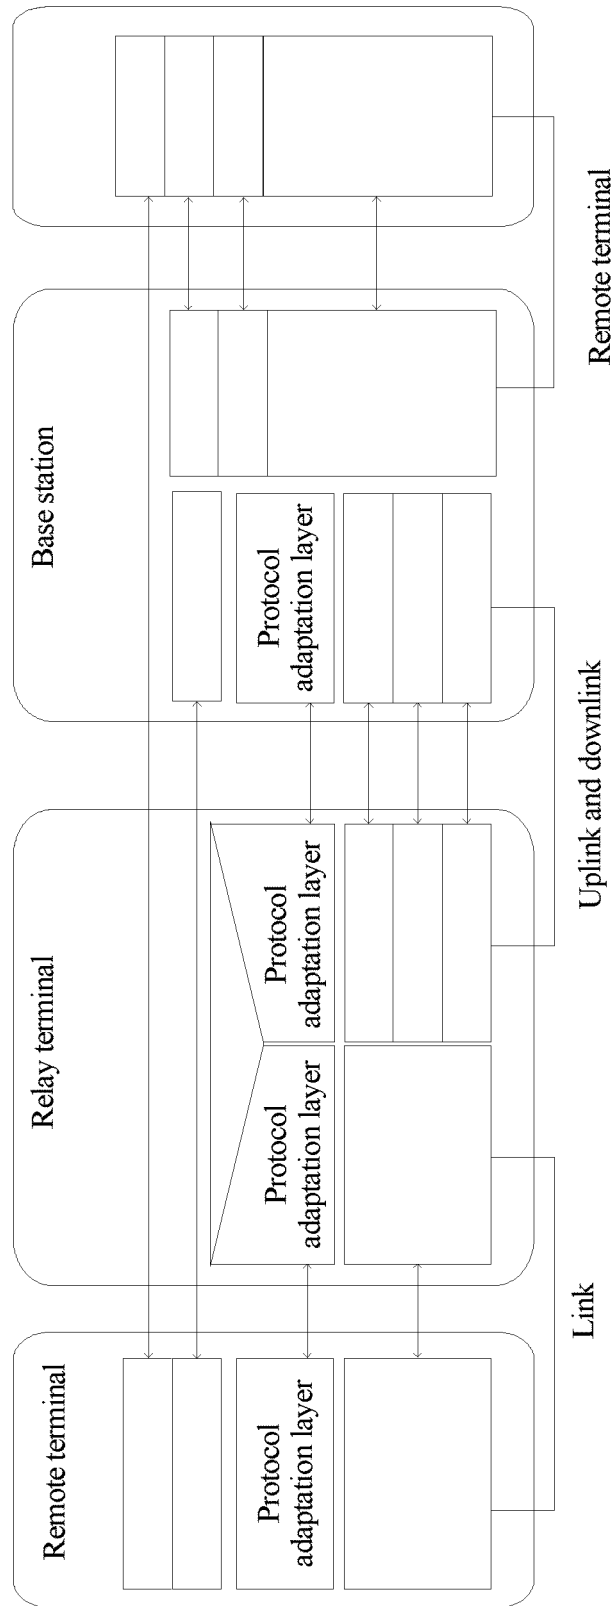 Remote terminal
Relay terminal
Base station
Protocol
adaptation layer
Protocol
adaptation layer
Protocol
adaptation layer
Protocol
adaptation layer
Link
Uplink and downlink
Remote terminal